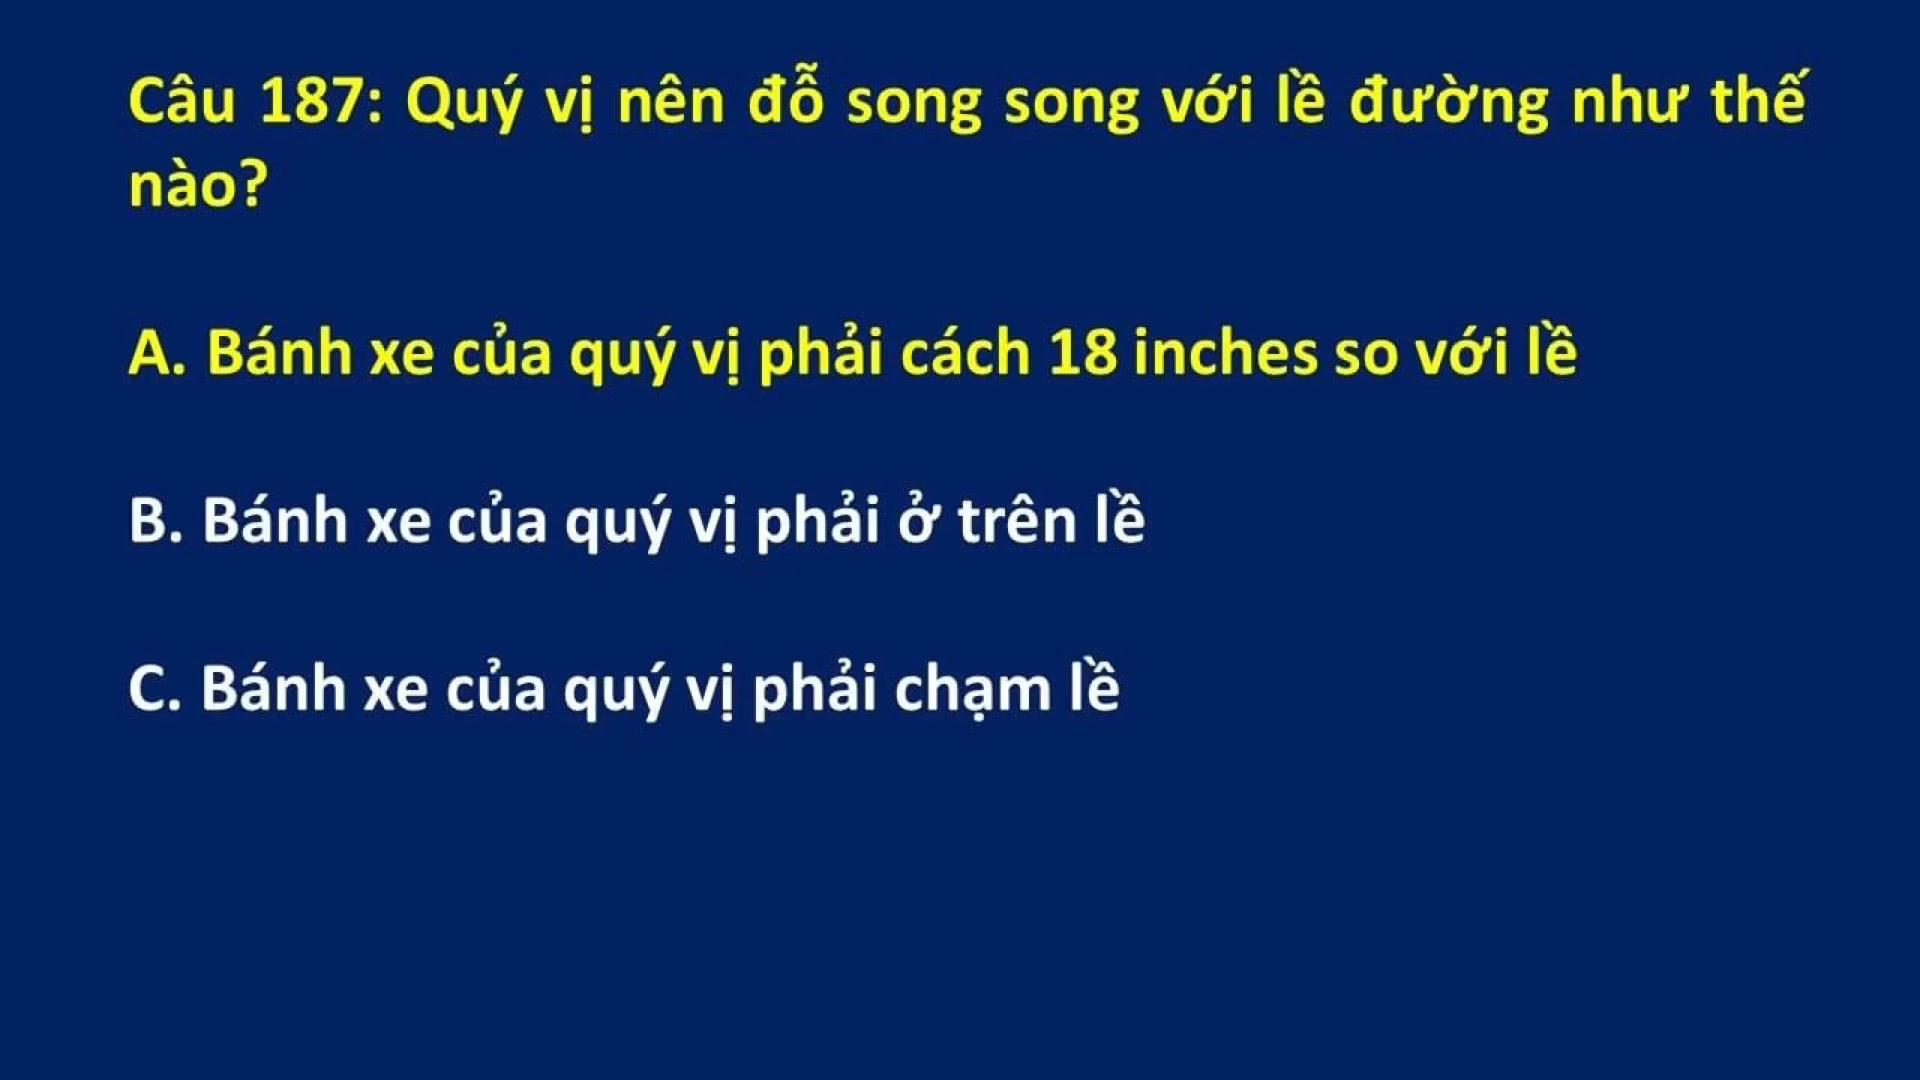 Câu 187: Quý vị nên đỗ song song với lề đường như thế
nào?
A. Bánh xe của quý vị phải cách 18 inches so với lề
B. Bánh xe của quý vị phải ở trên lề
C. Bánh xe của quý vị phải chạm lề